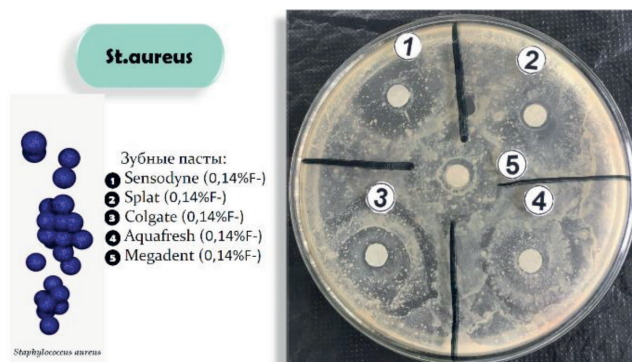 St.aureus
Зубные пасты:
1 Sensodyne (0,14%F-)
2 Splat (0,14%F-)
3 Colgate (0,14%F-)
4 Aquafresh (0,14%F-)
5 Megadent (0,14%F-)
Staphylococcus aureus
1
2
5
3
4